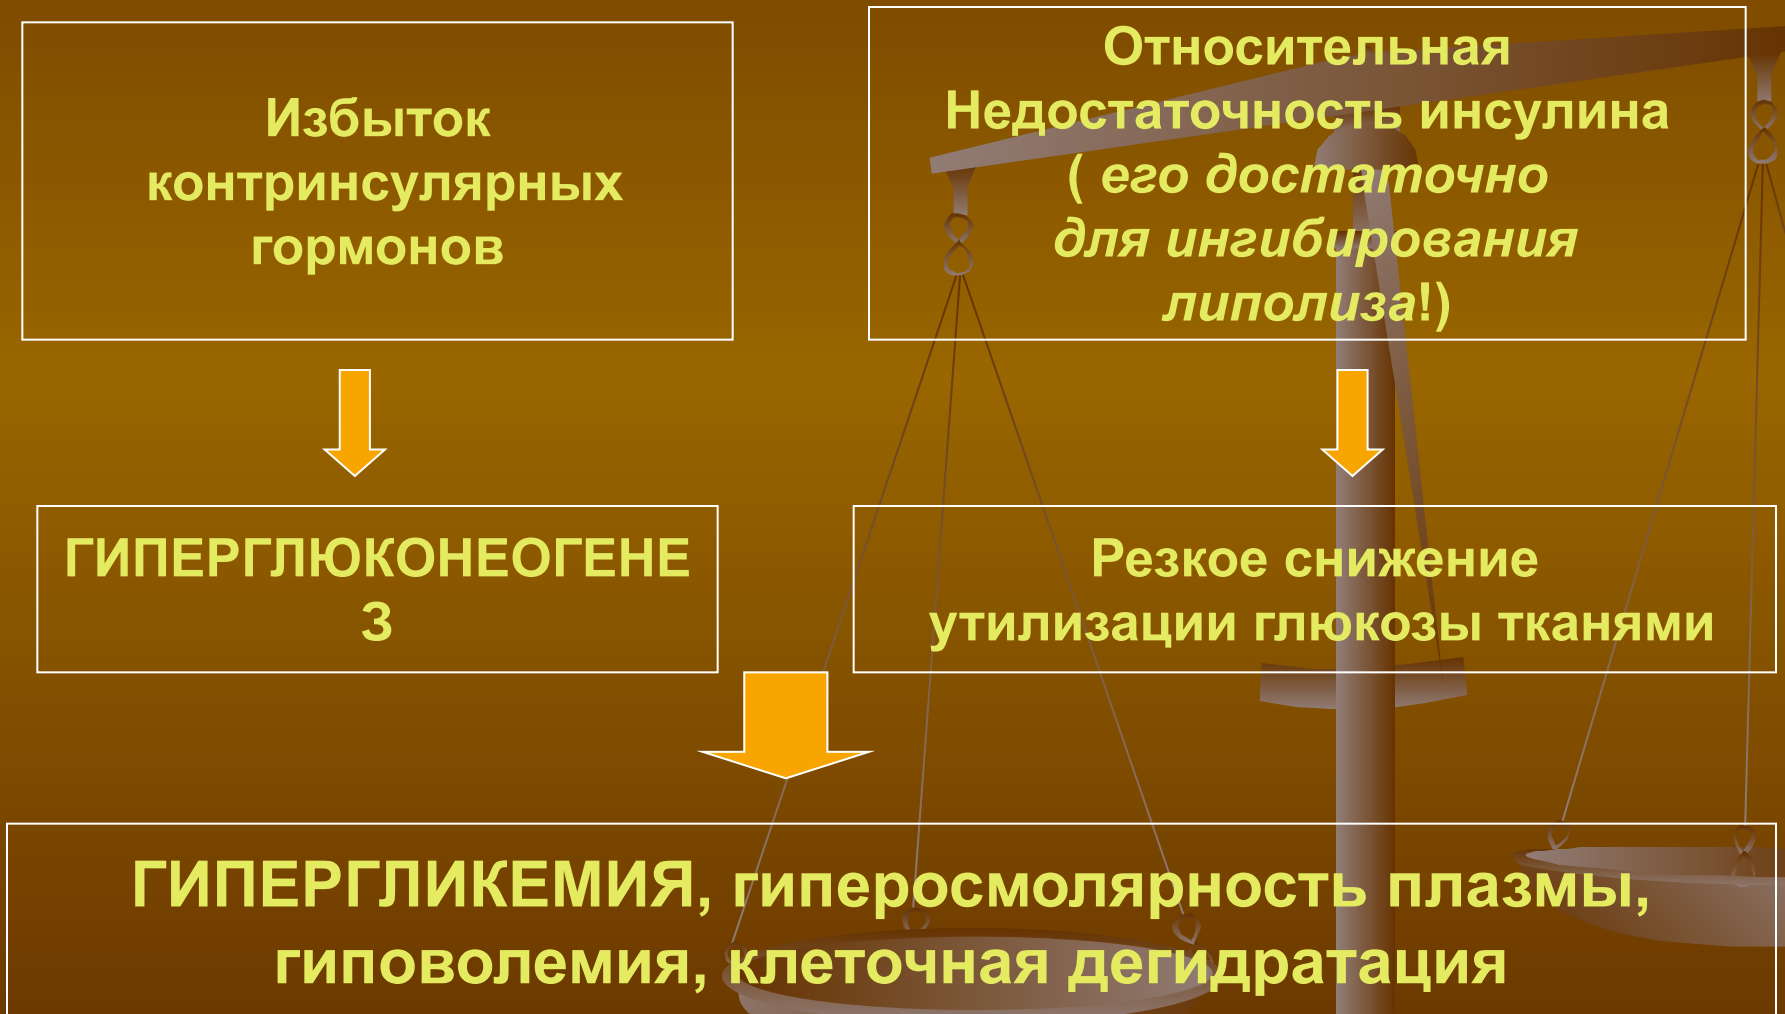 Избыток
контринсулярных
гормонов
Относительная
Недостаточность инсулина
( его достаточно
для ингибирования
липолиза!)
ГИПЕРГЛЮКОНЕОГЕНЕ
З
Резкое снижение
утилизации глюкозы тканями
ГИПЕРГЛИКЕМИЯ, гиперосмолярность плазмы,
гиповолемия, клеточная дегидратация